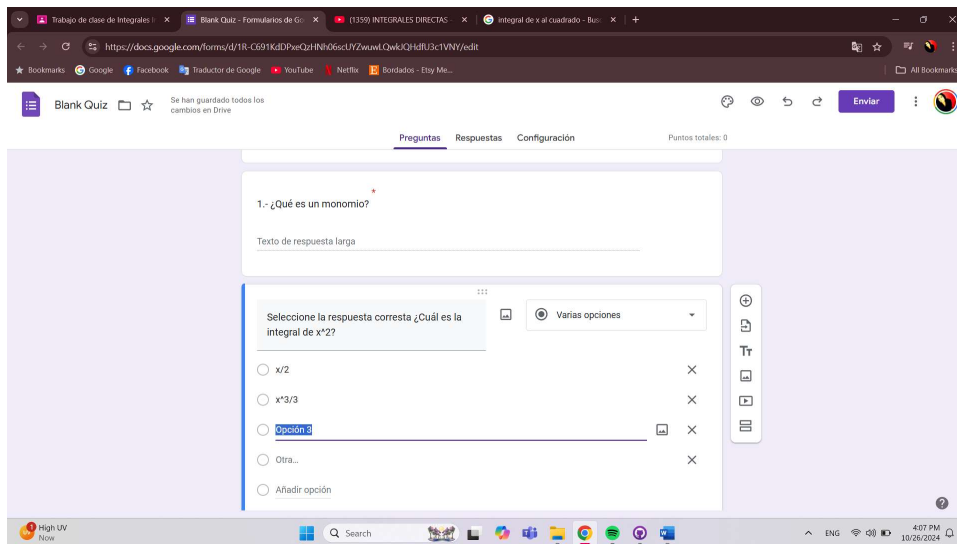 Trabajo de clase de Integrales I
Blank Quiz - Formularios de Go
(1359) INTEGRALES DIRECTAS -
integral de x al cuadrado - Bus
https://docs.google.com/forms/d/1R-C691KdDPxeQzHNh06scUYZwuwLQwkJQHdfU3c1VNY/edit
Bookmarks
Google
Facebook
Traductor de Google
YouTube
Netflix
Bordados - Etsy Me...
All Bookmarks
Blank Quiz
Se han guardado todos los
cambios en Drive
Enviar
Preguntas
Respuestas
Configuración
Puntos totales: 0
1.- ¿Qué es un monomio?
*
Texto de respuesta larga
Seleccione la respuesta corresta ¿Cuál es la
integral de x^2?
Varias opciones
x/2
x^3/3
Opción 3
Otra...
Añadir opción
Tт
1
High UV
Now
Search
ENG
4:07 PM
10/26/2024